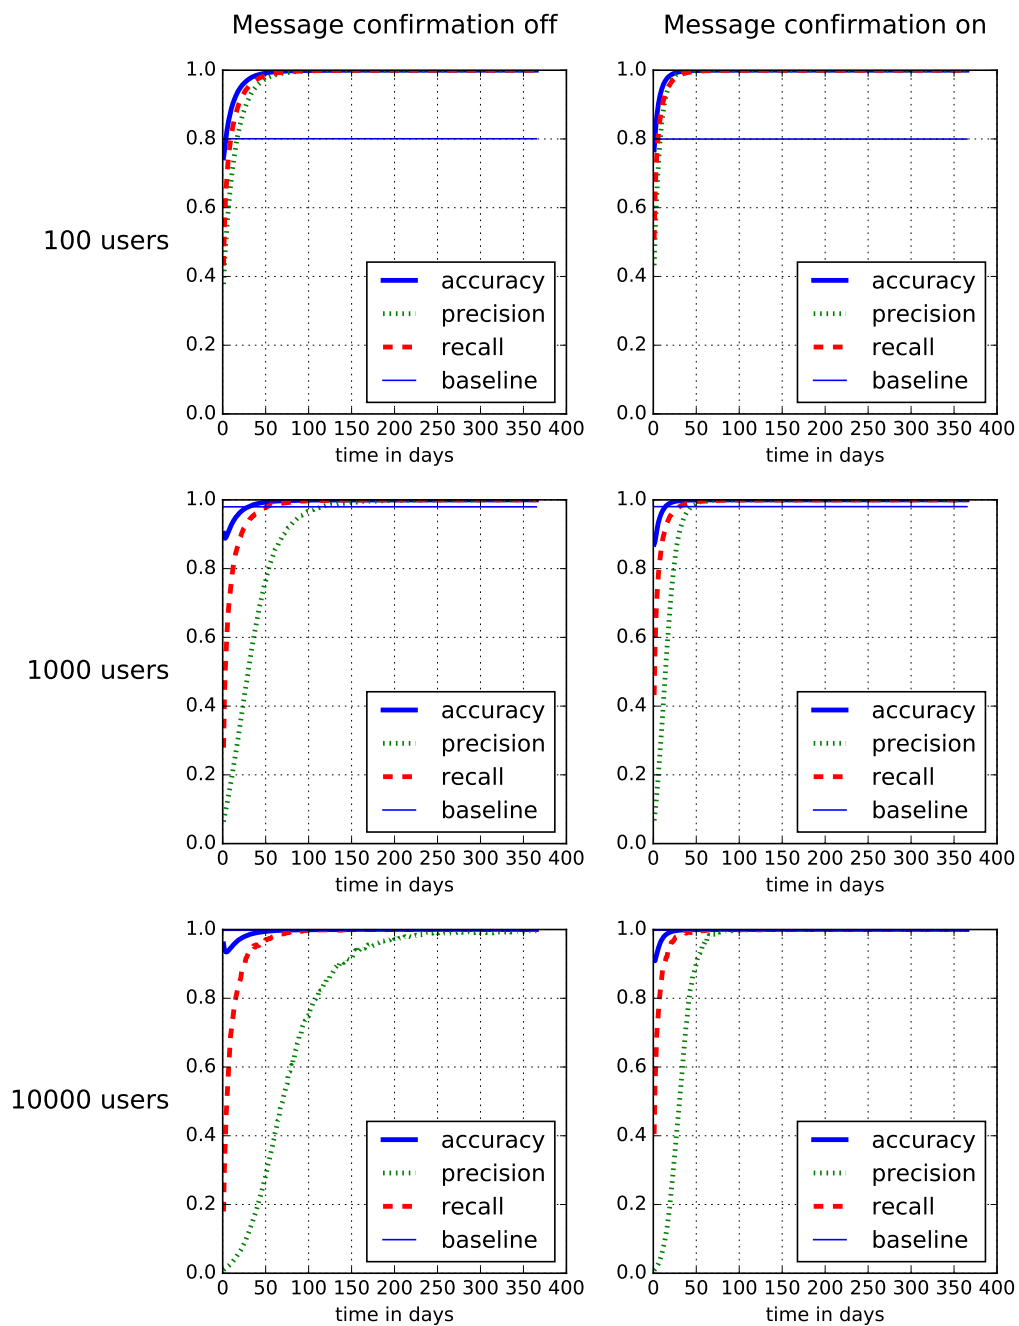 Message confirmation off
Message confirmation on
100 users
1.0
0.8
0.6
0.4
0.2
0.0
0 50 100 150 200 250 300 350 400
time in days
accuracy
precision
recall
baseline
1.0
0.8
0.6
0.4
0.2
0.0
0 50 100 150 200 250 300 350 400
time in days
accuracy
precision
recall
baseline
1000 users
1.0
0.8
0.6
0.4
0.2
0.0
0 50 100 150 200 250 300 350 400
time in days
accuracy
precision
recall
baseline
1.0
0.8
0.6
0.4
0.2
0.0
0 50 100 150 200 250 300 350 400
time in days
accuracy
precision
recall
baseline
10000 users
1.0
0.8
0.6
0.4
0.2
0.0
0 50 100 150 200 250 300 350 400
time in days
accuracy
precision
recall
baseline
1.0
0.8
0.6
0.4
0.2
0.0
0 50 100 150 200 250 300 350 400
time in days
accuracy
precision
recall
baseline